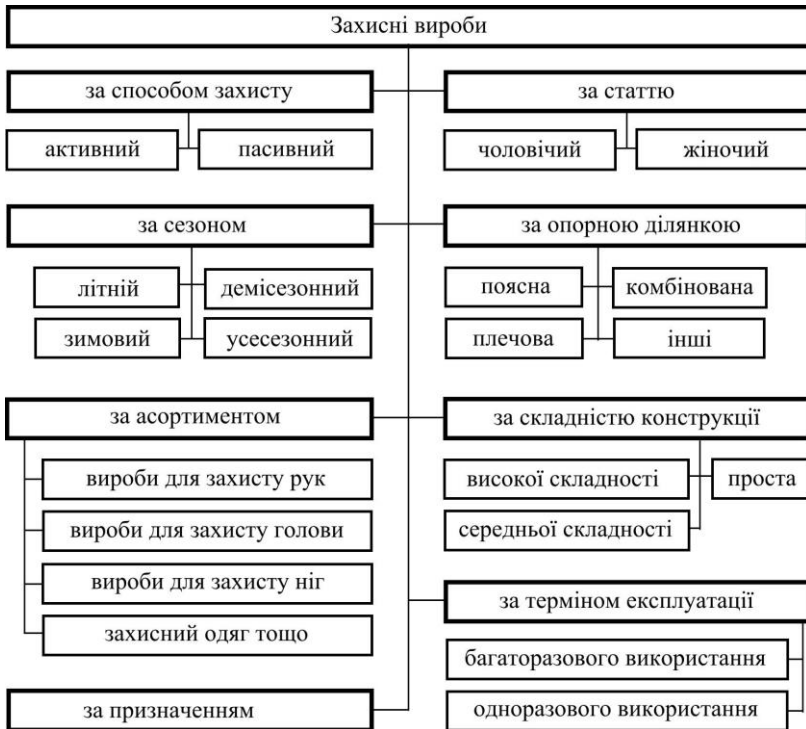 Захисні вироби
за способом захисту
активний
пасивний
за статтю
чоловічий
жіночий
за сезоном
літній
демісезонний
зимовий
усесезонний
за опорною ділянкою
поясна
комбінована
плечова
інші
за асортиментом
вироби для захисту рук
вироби для захисту голови
вироби для захисту ніг
захисний одяг тощо
за складністю конструкції
високої складності
проста
середньої складності
за терміном експлуатації
багаторазового використання
одноразового використання
за призначенням